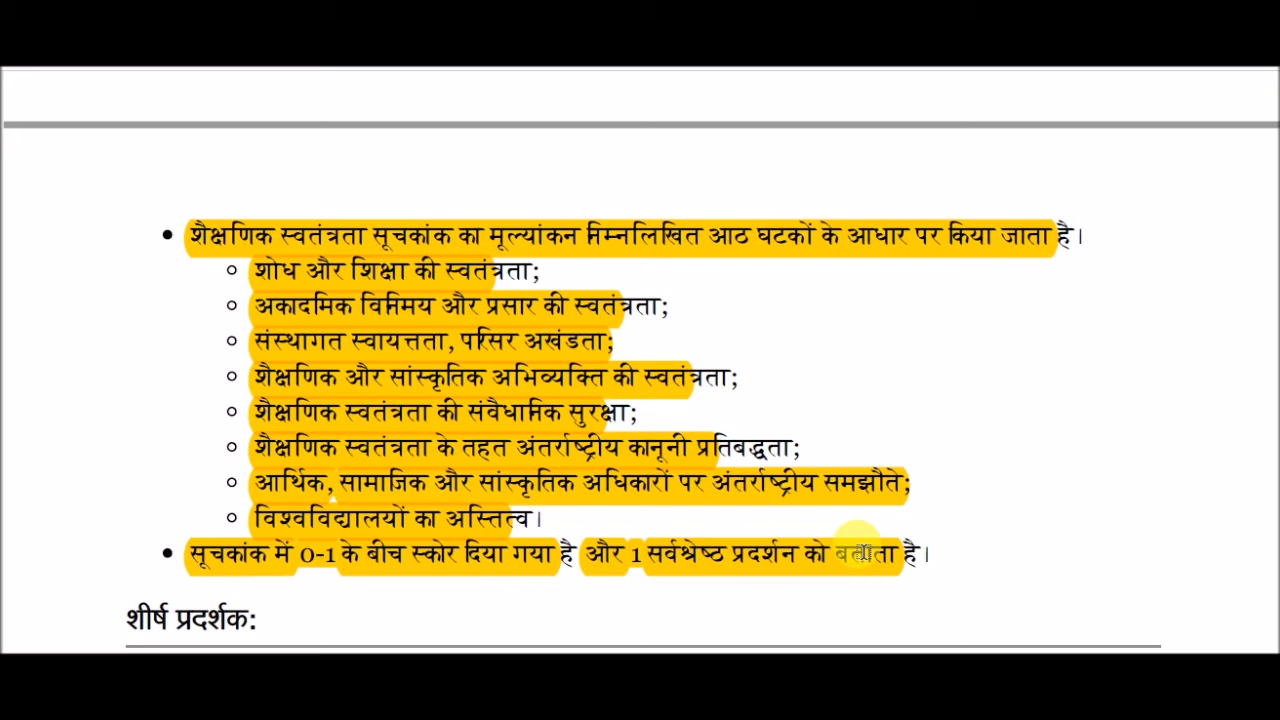 शैक्षणिक स्वतंत्रता सूचकांक का मूल्यांकन निम्नलिखित आठ घटकों के आधार पर किया जाता है।
शोध और शिक्षा की स्वतंत्रता;
अकादमिक विनिमय और प्रसार की स्वतंत्रता;
संस्थागत स्वायत्तता, परिसर अखंडता;
शैक्षणिक और सांस्कृतिक अभिव्यक्ति की स्वतंत्रता;
शैक्षणिक स्वतंत्रता की संवैधानिक सुरक्षा;
शैक्षणिक स्वतंत्रता के तहत अंतर्राष्ट्रीय कानूनी प्रतिबद्धता;
आर्थिक, सामाजिक और सांस्कृतिक अधिकारों पर अंतर्राष्ट्रीय समझौते;
विश्वविद्यालयों का अस्तित्व।
सूचकांक में 0-1 के बीच स्कोर दिया गया है और 1 सर्वश्रेष्ठ प्रदर्शन को बताता है।
शीर्ष प्रदर्शक: